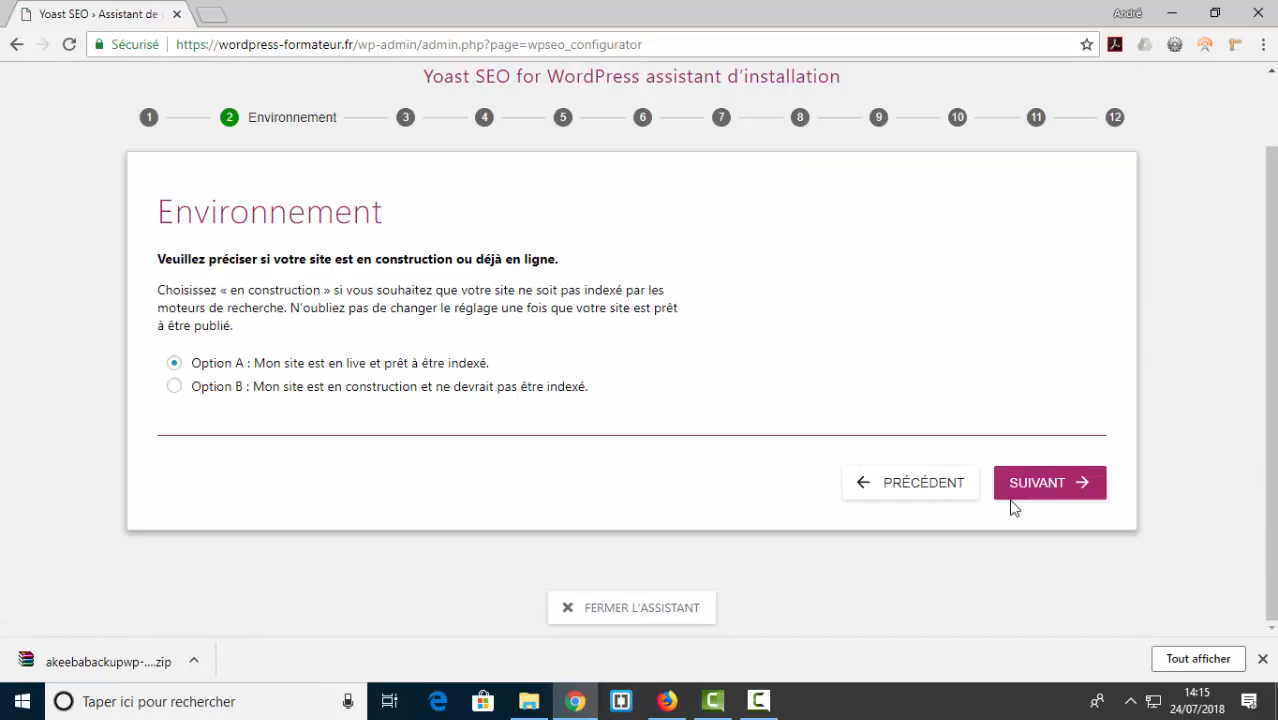 Yoast SEO › Assistant de
André
Sécurisé
https://wordpress-formateur.fr/wp-admin/admin.php?page=wpseo_configurator
Yoast SEO for WordPress assistant d'installation
1 2 Environnement 3 4 5 6 7 8 9 10 11 12
Environnement
Veuillez préciser si votre site est en construction ou déjà en ligne.
Choisissez « en construction » si vous souhaitez que votre site ne soit pas indexé par les
moteurs de recherche. N'oubliez pas de changer le réglage une fois que votre site est prêt
à être publié.
Option A : Mon site est en live et prêt à être indexé.
Option B : Mon site est en construction et ne devrait pas être indexé.
PRÉCÉDENT
SUIVANT
FERMER L'ASSISTANT
akeebabackupwp-....zip
Tout afficher
Taper ici pour rechercher
14:15
24/07/2018